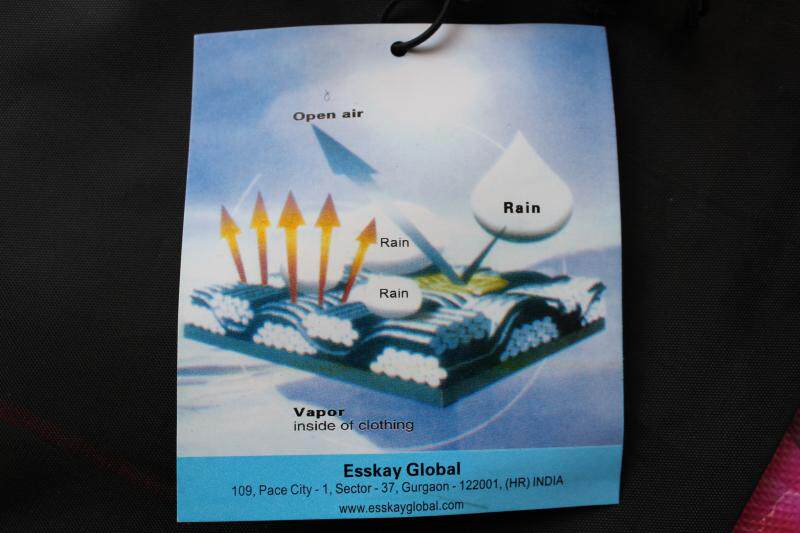 Open air
Rain
Rain
Rain
Vapor
inside of clothing
Esskay Global
109, Pace City - 1, Sector - 37, Gurgaon - 122001, (HR) INDIA
www.esskayglobal.com